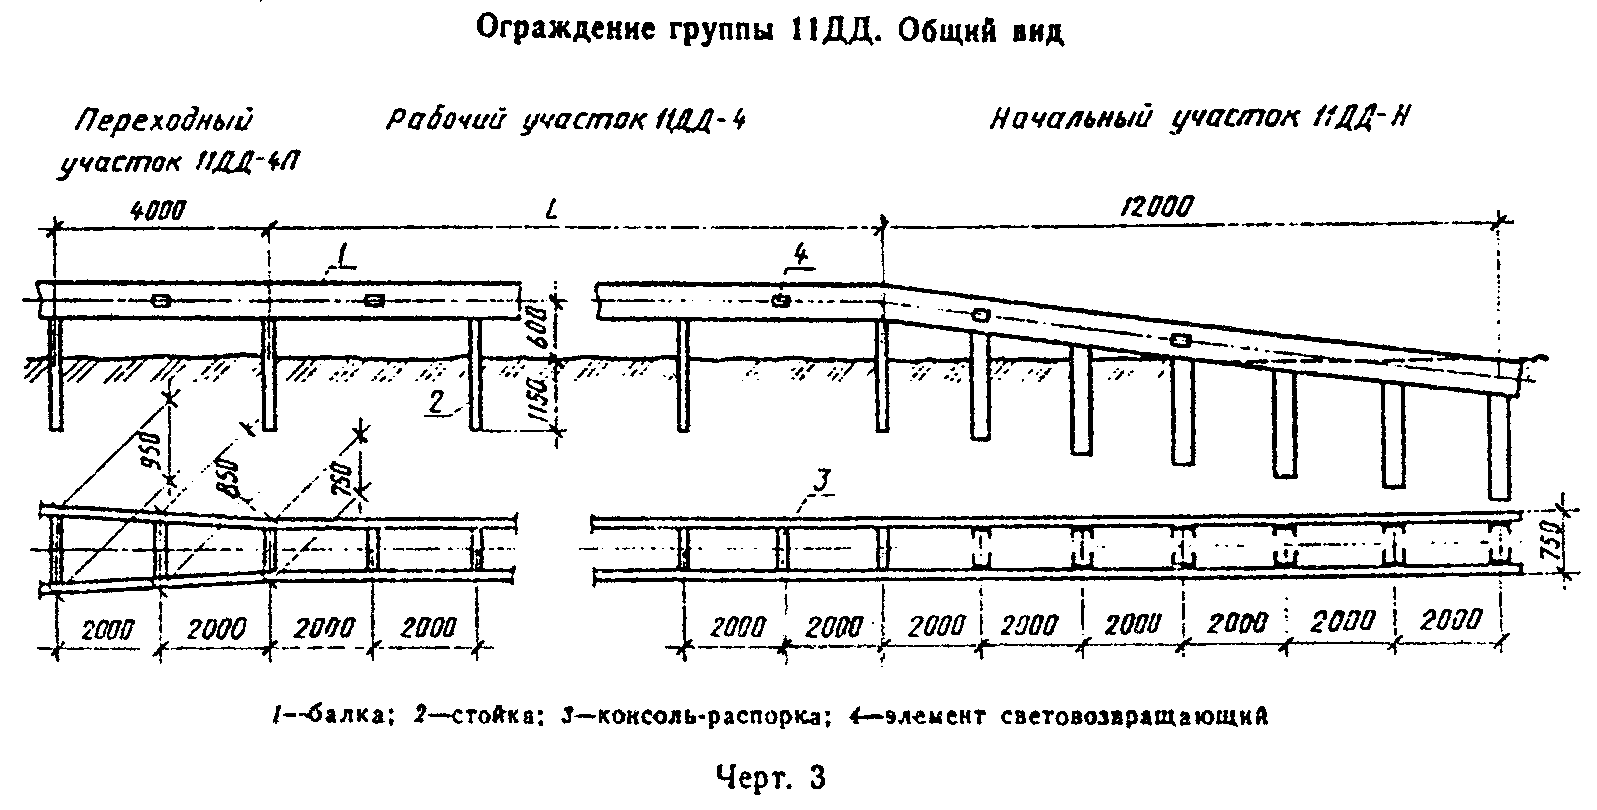 Ограждение группы 11ДД. Общий вид
Переходный
участок 11ДД-4П
Рабочий участок 11ДД-4
Начальный участок 11ДД-Н
4000
L
12000
1
4
600
1150
2
950
850
750
3
750
2000 2000 2000 2000
2000 2000 2000 2000 2000 2000 2000 2000
1—балка; 2—стойка; 3—консоль-распорка; 4—элемент световозвращающий
Черт. 3